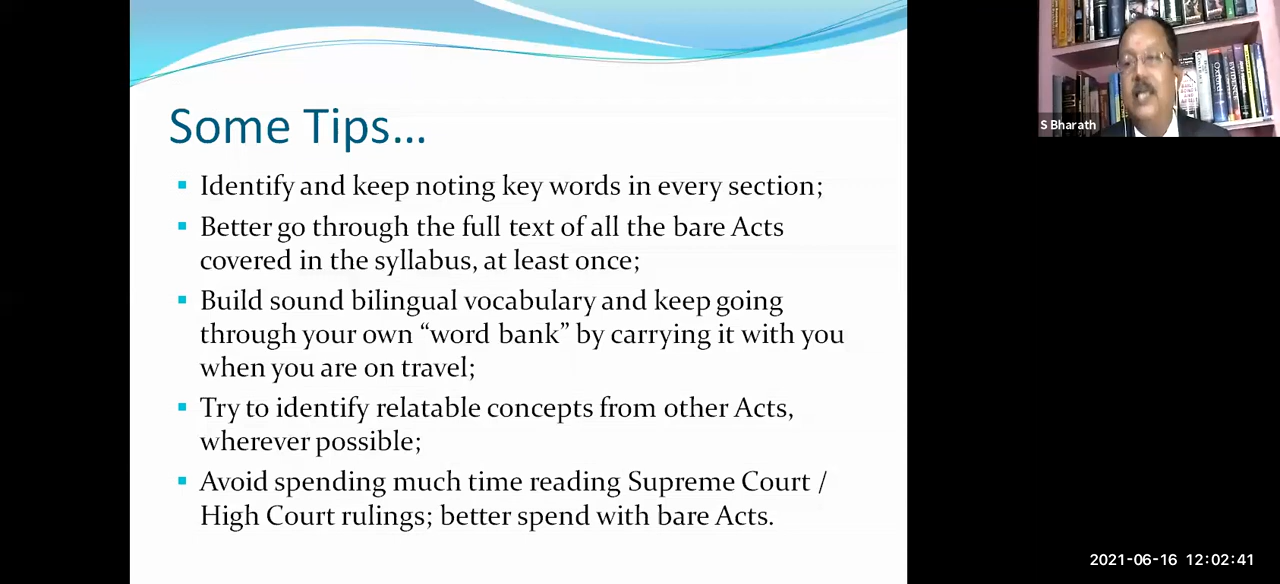 Some Tips...
Identify and keep noting key words in every section;
Better go through the full text of all the bare Acts
covered in the syllabus, at least once;
Build sound bilingual vocabulary and keep going
through your own “word bank” by carrying it with you
when you are on travel;
Try to identify relatable concepts from other Acts,
wherever possible;
Avoid spending much time reading Supreme Court /
High Court rulings; better spend with bare Acts.
S Bharath
Oxford
EVIDENCE
2021-06-16 12:02:41